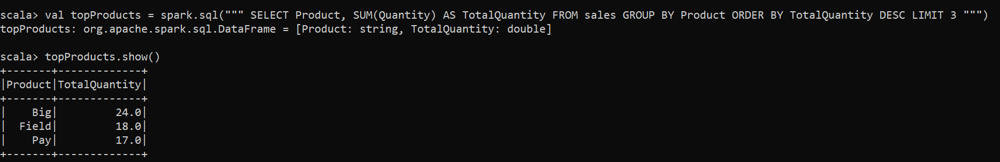 scala> val topProducts = spark.sql(""" SELECT Product, SUM(Quantity) AS TotalQuantity FROM sales GROUP BY Product ORDER BY TotalQuantity DESC LIMIT 3 """)
topProducts: org.apache.spark.sql.DataFrame = [Product: string, TotalQuantity: double]
scala> topProducts.show()
+-------+-------------+
|Product|TotalQuantity|
+-------+-------------+
|    Big|         24.0|
|  Field|         18.0|
|    Pay|         17.0|
+-------+-------------+